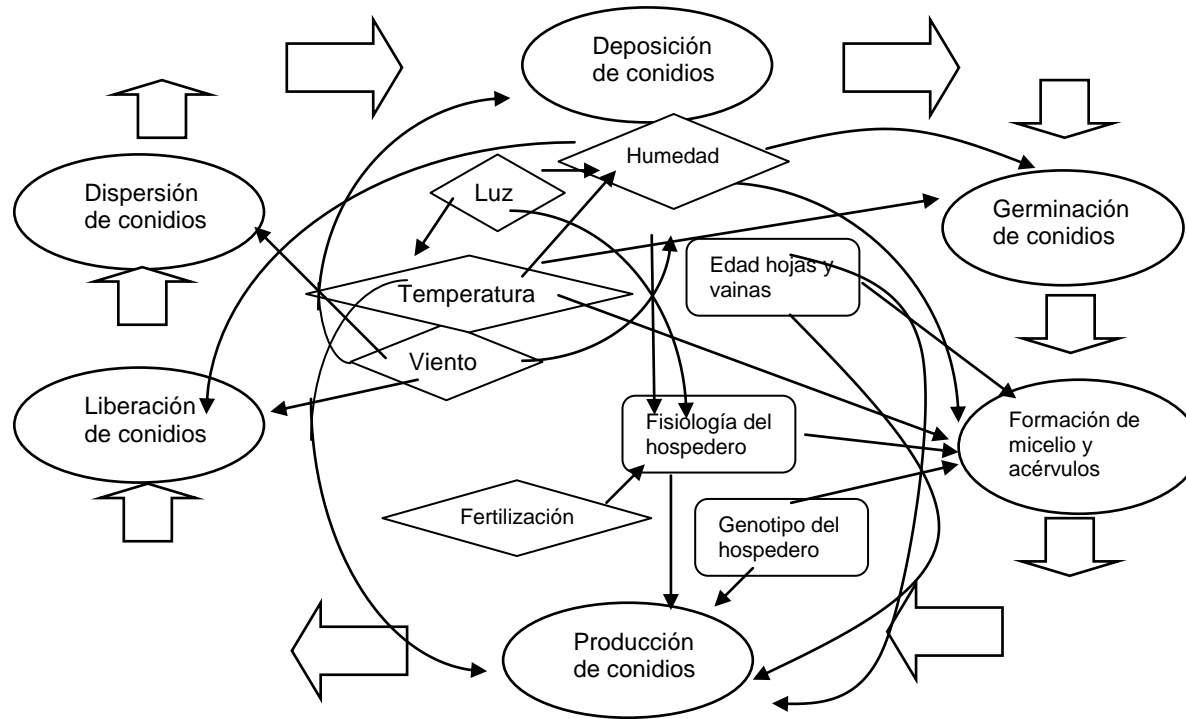 Deposición
de conidios
Humedad
Luz
Dispersión
de conidios
Germinación
de conidios
Edad hojas y
vainas
Temperatura
Viento
Liberación
de conidios
Fisiología del
hospedero
Formación de
micelio y
acérvulos
Fertilización
Genotipo del
hospedero
Producción
de conidios